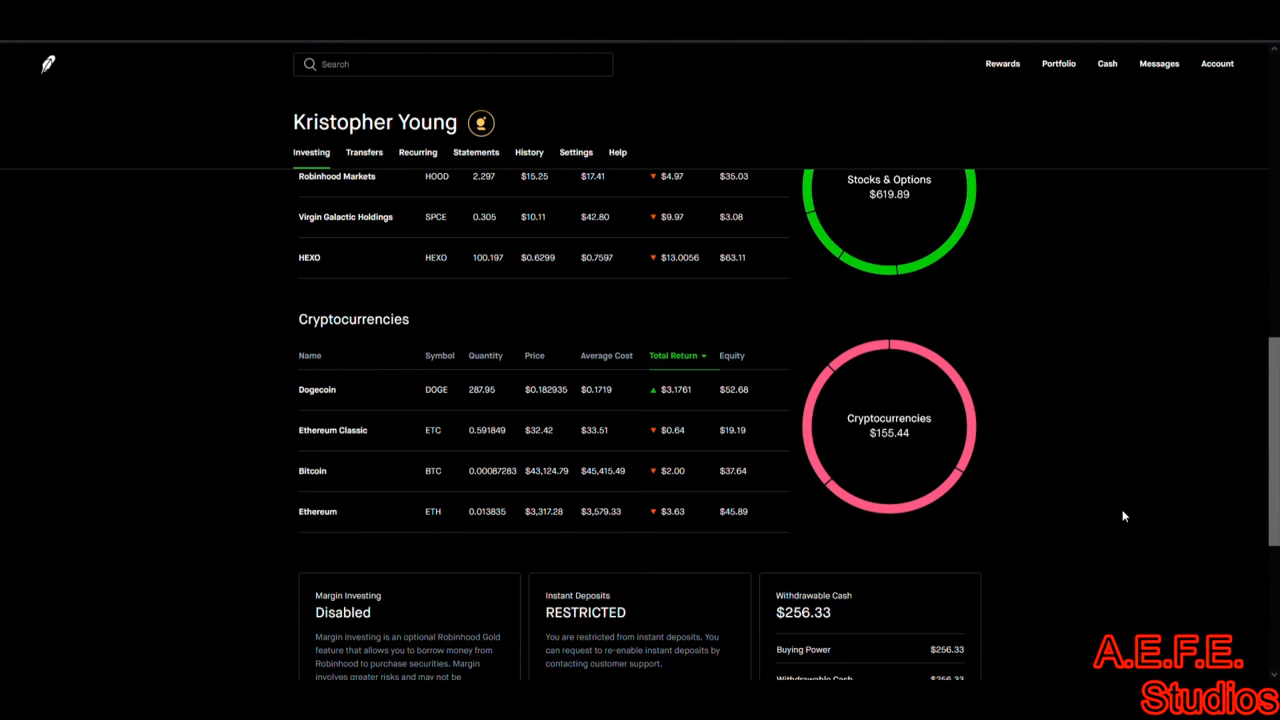 Search
Rewards Portfolio Cash Messages Account
Kristopher Young
Investing Transfers Recurring Statements History Settings Help
Robinhood Markets HOOD 2.297 $15.25 $17.41 ▼ $4.97 $35.03
Virgin Galactic Holdings SPCE 0.305 $10.11 $42.80 ▼ $9.97 $3.08
HEXO HEXO 100.197 $0.6299 $0.7597 ▼ $13.0056 $63.11
Stocks & Options
$619.89
Cryptocurrencies
Name Symbol Quantity Price Average Cost Total Return ▼ Equity
Dogecoin DOGE 287.95 $0.182935 $0.1719 ▲ $3.1761 $52.68
Ethereum Classic ETC 0.591849 $32.42 $33.51 ▼ $0.64 $19.19
Bitcoin BTC 0.00087283 $43,124.79 $45,415.49 ▼ $2.00 $37.64
Ethereum ETH 0.013835 $3,317.28 $3,579.33 ▼ $3.63 $45.89
Cryptocurrencies
$155.44
Margin Investing
Disabled
Margin investing is an optional Robinhood Gold
feature that allows you to borrow money from
Robinhood to purchase securities. Margin
involves greater risks and may not be
Instant Deposits
RESTRICTED
You are restricted from instant deposits. You
can request to re-enable instant deposits by
contacting customer support.
Withdrawable Cash
$256.33
Buying Power $256.33
Withdrawable Cash $256.33
A.E.F.E.
Studios